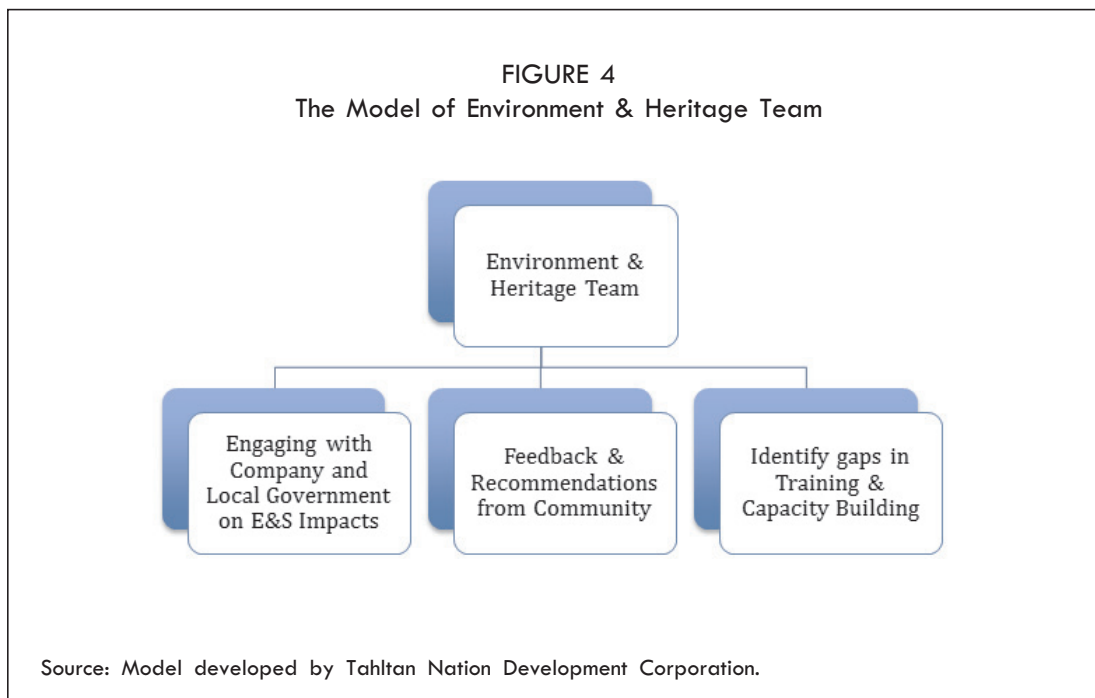 FIGURE 4
The Model of Environment & Heritage Team
Environment &
Heritage Team
Engaging with
Company and
Local Government
on E&S Impacts
Feedback &
Recommendations
from Community
Identify gaps in
Training &
Capacity Building
Source: Model developed by Tahltan Nation Development Corporation.